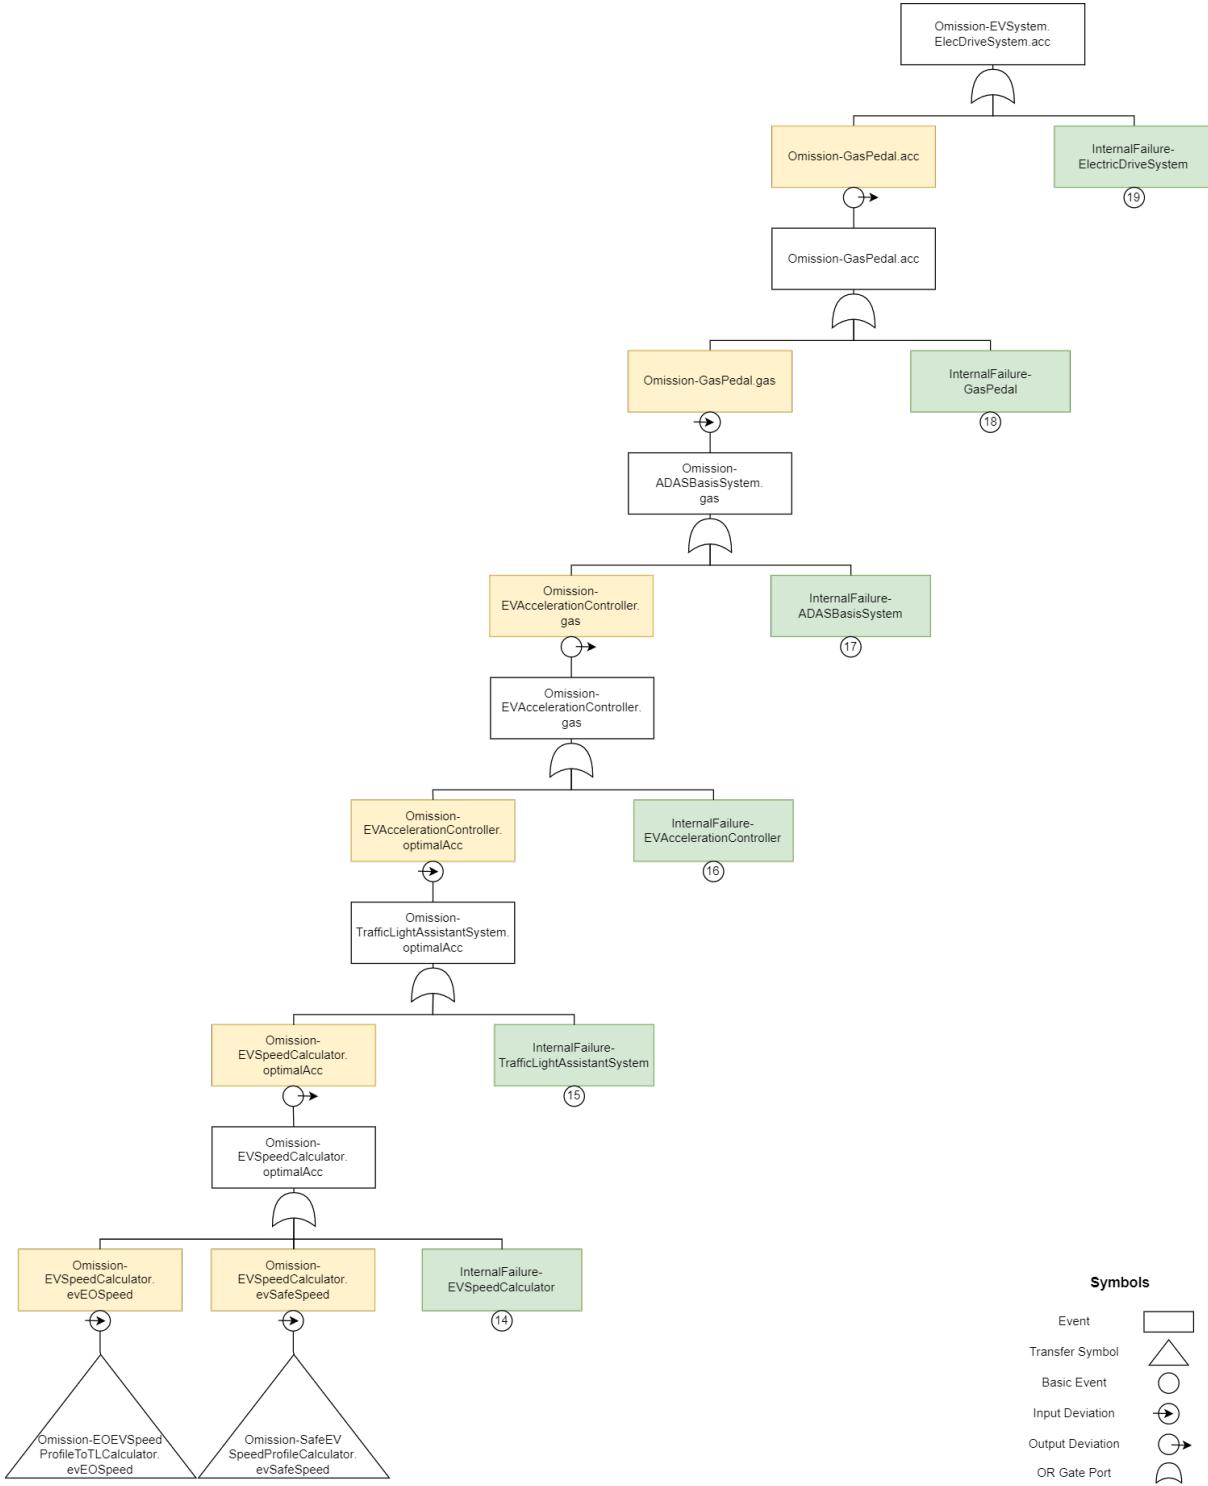 Omission-EVSystem.
ElecDriveSystem.acc
Omission-GasPedal.acc
InternalFailure-
ElectricDriveSystem
19
Omission-GasPedal.acc
Omission-GasPedal.gas
InternalFailure-
GasPedal
18
Omission-
ADASBasisSystem.
gas
Omission-
EVAccelerationController.
gas
InternalFailure-
ADASBasisSystem
17
Omission-
EVAccelerationController.
gas
Omission-
EVAccelerationController.
optimalAcc
InternalFailure-
EVAccelerationController
16
Omission-
TrafficLightAssistantSystem.
optimalAcc
Omission-
EVSpeedCalculator.
optimalAcc
InternalFailure-
TrafficLightAssistantSystem
15
Omission-
EVSpeedCalculator.
optimalAcc
Omission-
EVSpeedCalculator.
evEOSpeed
Omission-
EVSpeedCalculator.
evSafeSpeed
InternalFailure-
EVSpeedCalculator
14
Omission-EOEVSpeed
ProfileToTLCalculator.
evEOSpeed
Omission-SafeEV
SpeedProfileCalculator.
evSafeSpeed
Symbols
Event
Transfer Symbol
Basic Event
Input Deviation
Output Deviation
OR Gate Port